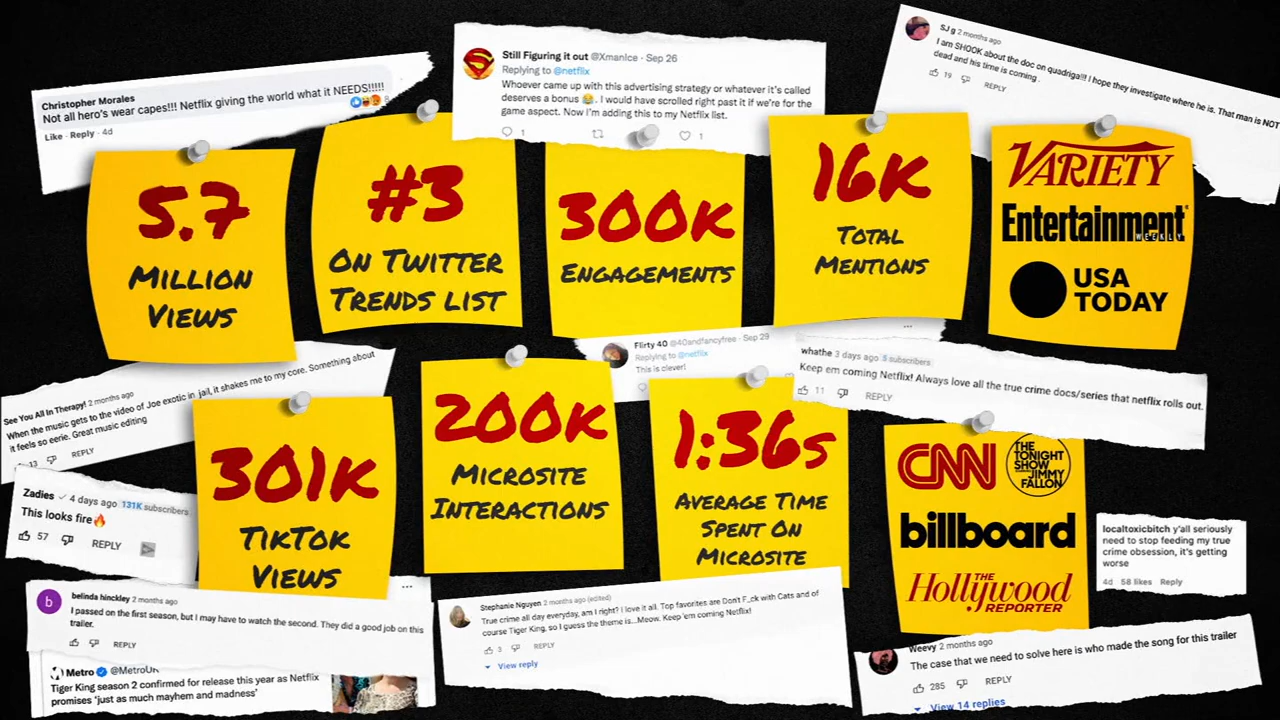 Christopher Morales
Not all hero's wear capes!!! Netflix giving the world what it NEEDS!!!!!
Like · Reply · 4d
8
Still Figuring it out @XmanIce · Sep 26
Replying to @netflix
Whoever came up with this advertising strategy or whatever it's called
deserves a bonus 😂. I would have scrolled right past it if we're for the
game aspect. Now I'm adding this to my Netflix list.
1
1
SJ g 2 months ago
I am SHOOK about the doc on quadriga!!! I hope they investigate where he is. That man is NOT
dead and his time is coming .
19 REPLY
5.7
MILLION
VIEWS
#3
ON TWITTER
TRENDS LIST
300K
ENGAGEMENTS
16K
TOTAL
MENTIONS
VARIETY
Entertainment
WEEKLY
USA
TODAY
Flirty 40 @40andfancyfree · Sep 29
Replying to @netflix
This is clever!
whathe 3 days ago 5 subscribers
Keep em coming Netflix! Always love all the true crime docs/series that netflix rolls out.
11 REPLY
See You All In Therapy! 2 months ago
When the music gets to the video of Joe exotic in jail, it shakes me to my core. Something about
it feels so eerie. Great music editing
13 REPLY
Zadies ✓ 4 days ago 131K subscribers
This looks fire🔥
57 REPLY
301K
TIKTOK
VIEWS
200K
MICROSITE
INTERACTIONS
1:36s
AVERAGE TIME
SPENT ON
MICROSITE
CNN
THE
TONIGHT
SHOW
JIMMY
FALLON
billboard
THE
Hollywood
REPORTER
localtoxicbitch y'all seriously
need to stop feeding my true
crime obsession, it's getting
worse
4d 58 likes Reply
b
belinda hinckley 2 months ago
I passed on the first season, but I may have to watch the second. They did a good job on this
trailer.
REPLY
Metro @MetroUK
Tiger King season 2 confirmed for release this year as Netflix
promises 'just as much mayhem and madness'
Stephanie Nguyen 2 months ago (edited)
True crime all day everyday, am I right? I love it all. Top favorites are Don't F_ck with Cats and of
course Tiger King, so I guess the theme is...Meow. Keep 'em coming Netflix!
3 REPLY
View reply
Weevy 2 months ago
The case that we need to solve here is who made the song for this trailer
285 REPLY
View 14 replies